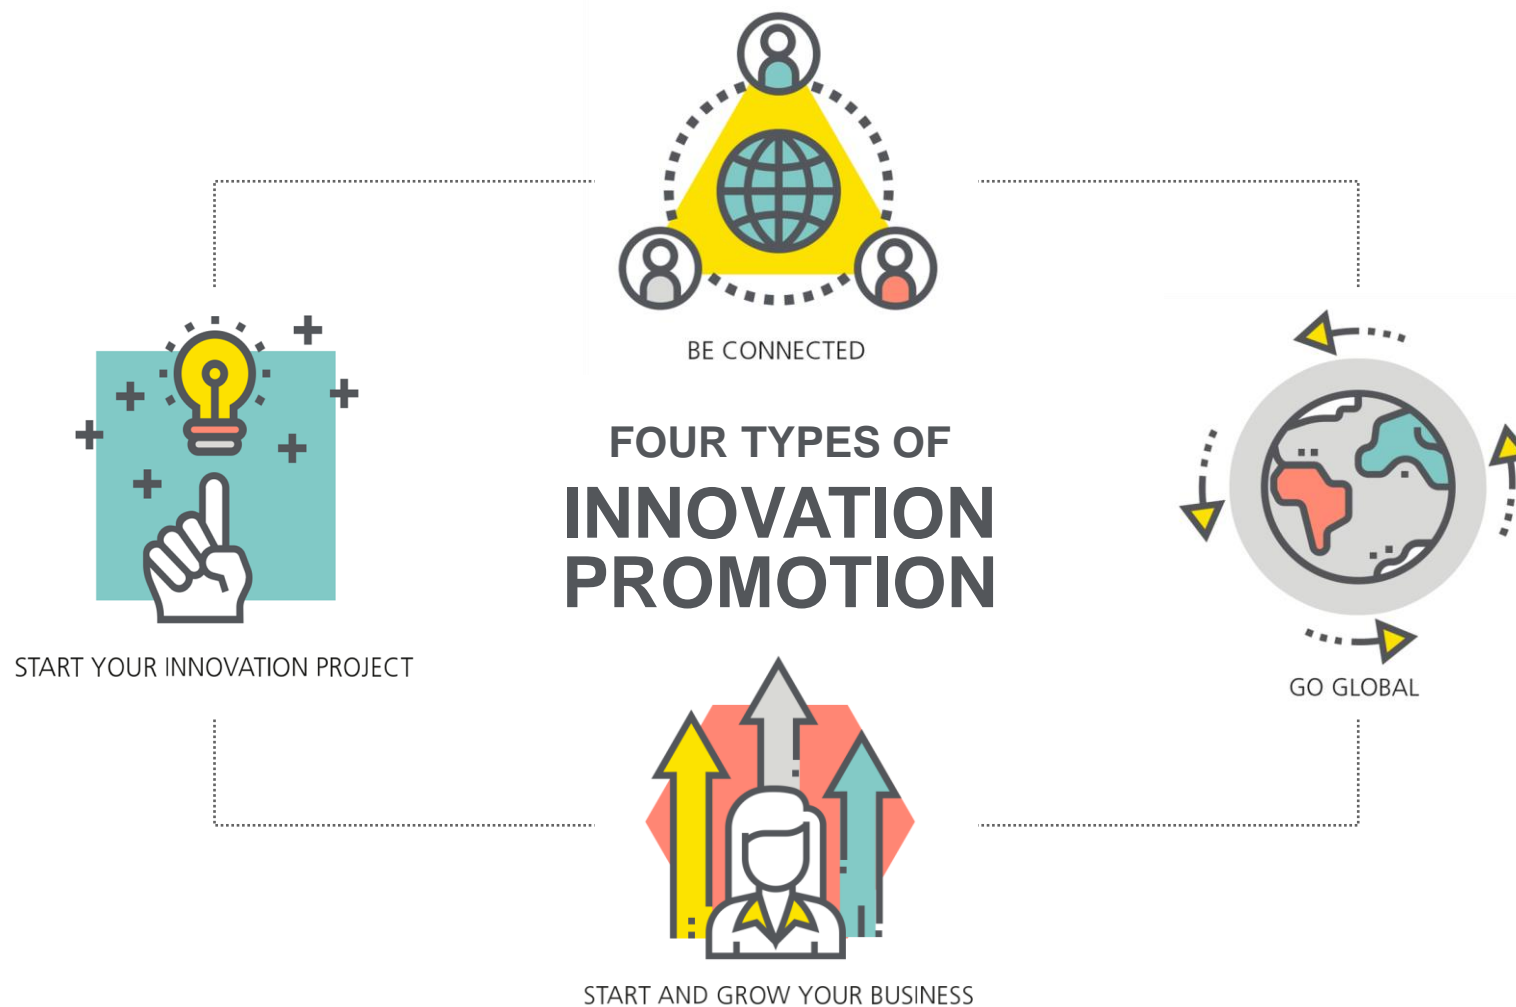 BE CONNECTED
FOUR TYPES OF
INNOVATION
PROMOTION
START YOUR INNOVATION PROJECT
GO GLOBAL
START AND GROW YOUR BUSINESS